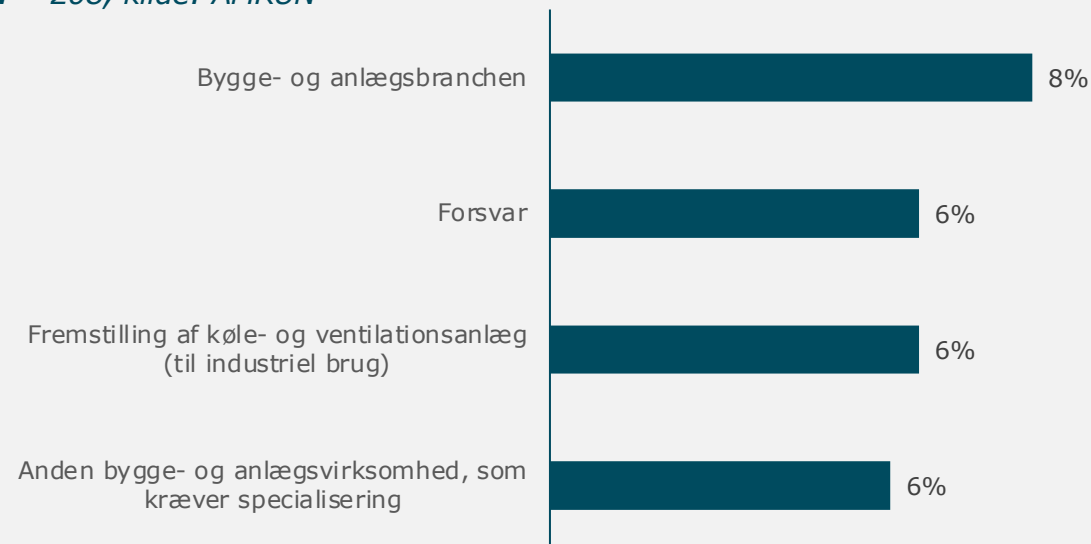 Bygge- og anlægsbranchen
8%
Forsvar
6%
Fremstilling af køle- og ventilationsanlæg
(til industriel brug)
6%
Anden bygge- og anlægsvirksomhed, som
kræver specialisering
6%